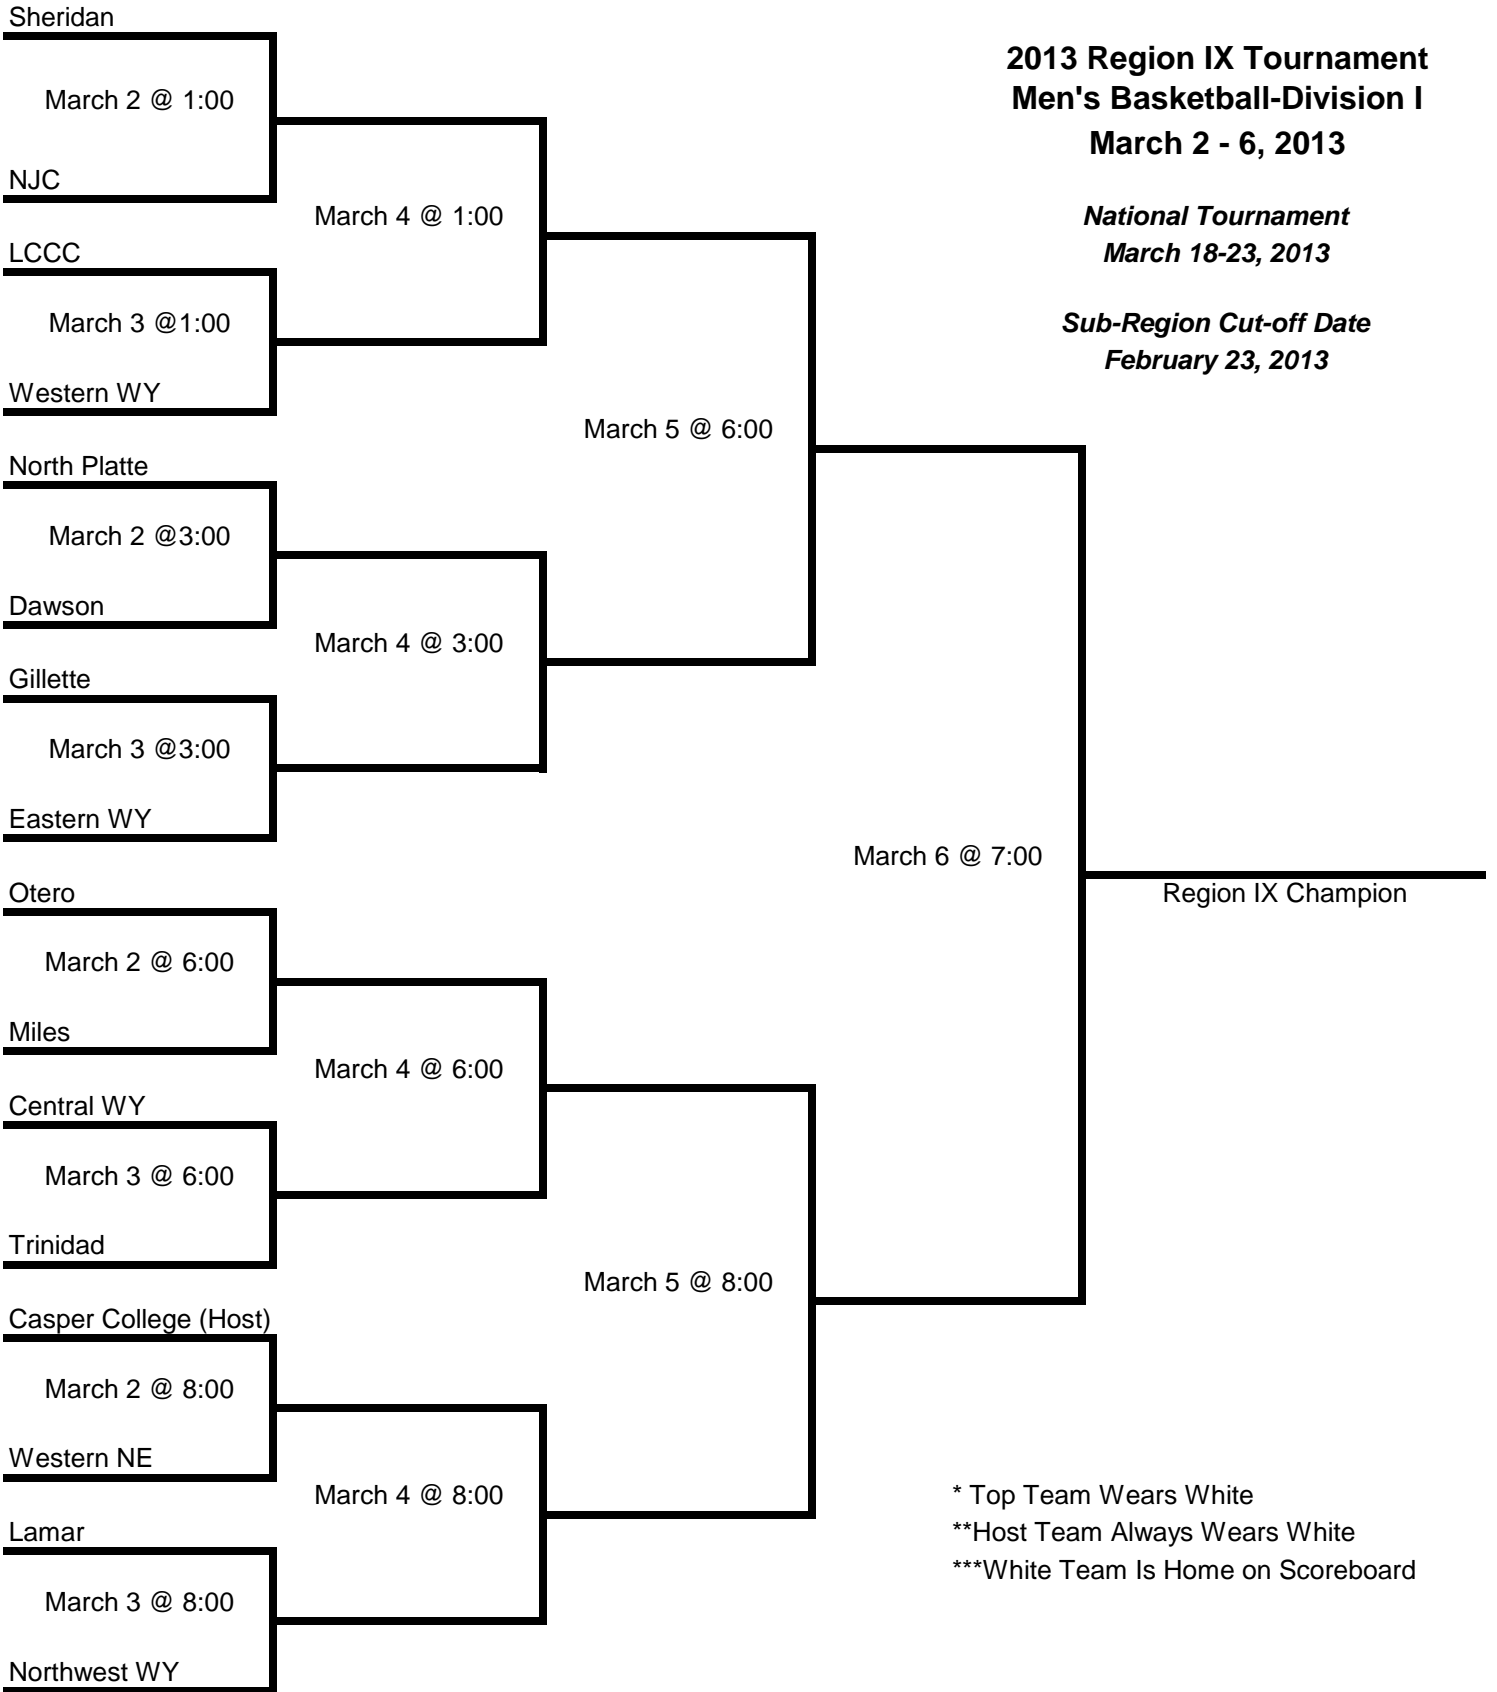 Sheridan
2013 Region IX Tournament
Men's Basketball-Division I
March 2 - 6, 2013
March 2 @ 1:00
NJC
March 4 @ 1:00
National Tournament
March 18-23, 2013
LCCC
March 3 @1:00
Sub-Region Cut-off Date
February 23, 2013
Western WY
March 5 @ 6:00
North Platte
March 2 @3:00
Dawson
March 4 @ 3:00
Gillette
March 3 @3:00
Eastern WY
March 6 @ 7:00
Region IX Champion
Otero
March 2 @ 6:00
Miles
March 4 @ 6:00
Central WY
March 3 @ 6:00
Trinidad
March 5 @ 8:00
Casper College (Host)
March 2 @ 8:00
Western NE
March 4 @ 8:00
Lamar
March 3 @ 8:00
Northwest WY
* Top Team Wears White
**Host Team Always Wears White
***White Team Is Home on Scoreboard